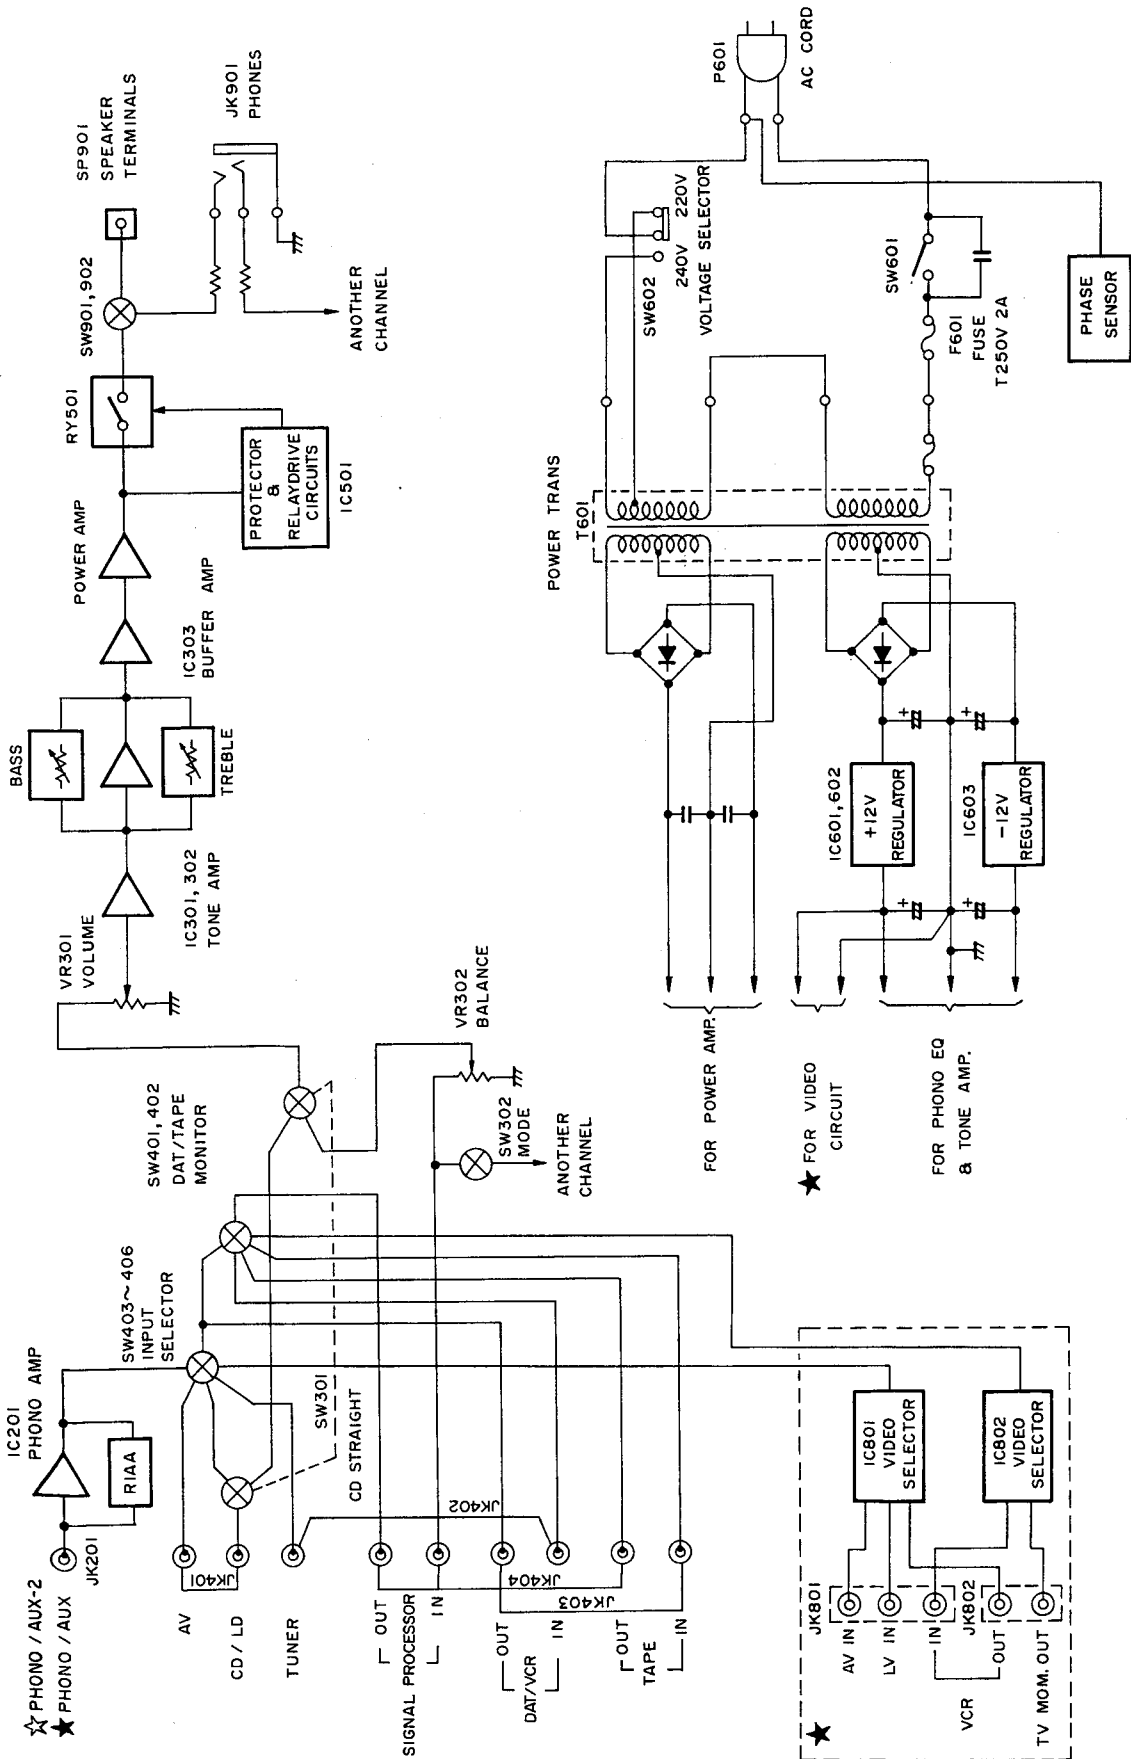 ☆ PHONO / AUX-2
★ PHONO / AUX
JK201
IC201
PHONO AMP
RIAA
AV
CD / LD
TUNER
JK401
JK402
SIGNAL PROCESSOR
OUT
IN
DAT/VCR
OUT
IN
TAPE
OUT
IN
JK404
JK403
SW403~406
INPUT
SELECTOR
SW301
CD STRAIGHT
SW401, 402
DAT/TAPE
MONITOR
SW302
MODE
ANOTHER
CHANNEL
VR302
BALANCE
VR301
VOLUME
IC301, 302
TONE AMP
BASS
TREBLE
IC303
BUFFER AMP
POWER AMP
PROTECTOR
&
RELAYDRIVE
CIRCUITS
IC501
RY501
SW901, 902
SP901
SPEAKER
TERMINALS
JK901
PHONES
ANOTHER
CHANNEL
★
JK801
AV IN
LV IN
IN
JK802
OUT
VCR
TV MOM. OUT
IC801
VIDEO
SELECTOR
IC802
VIDEO
SELECTOR
FOR POWER AMP.
★ FOR VIDEO
CIRCUIT
FOR PHONO EQ
& TONE AMP.
IC601, 602
+12V
REGULATOR
IC603
-12V
REGULATOR
+
+
+
+
POWER TRANS
T601
SW602
240V 220V
VOLTAGE SELECTOR
SW601
F601
FUSE
T250V 2A
P601
AC CORD
PHASE
SENSOR